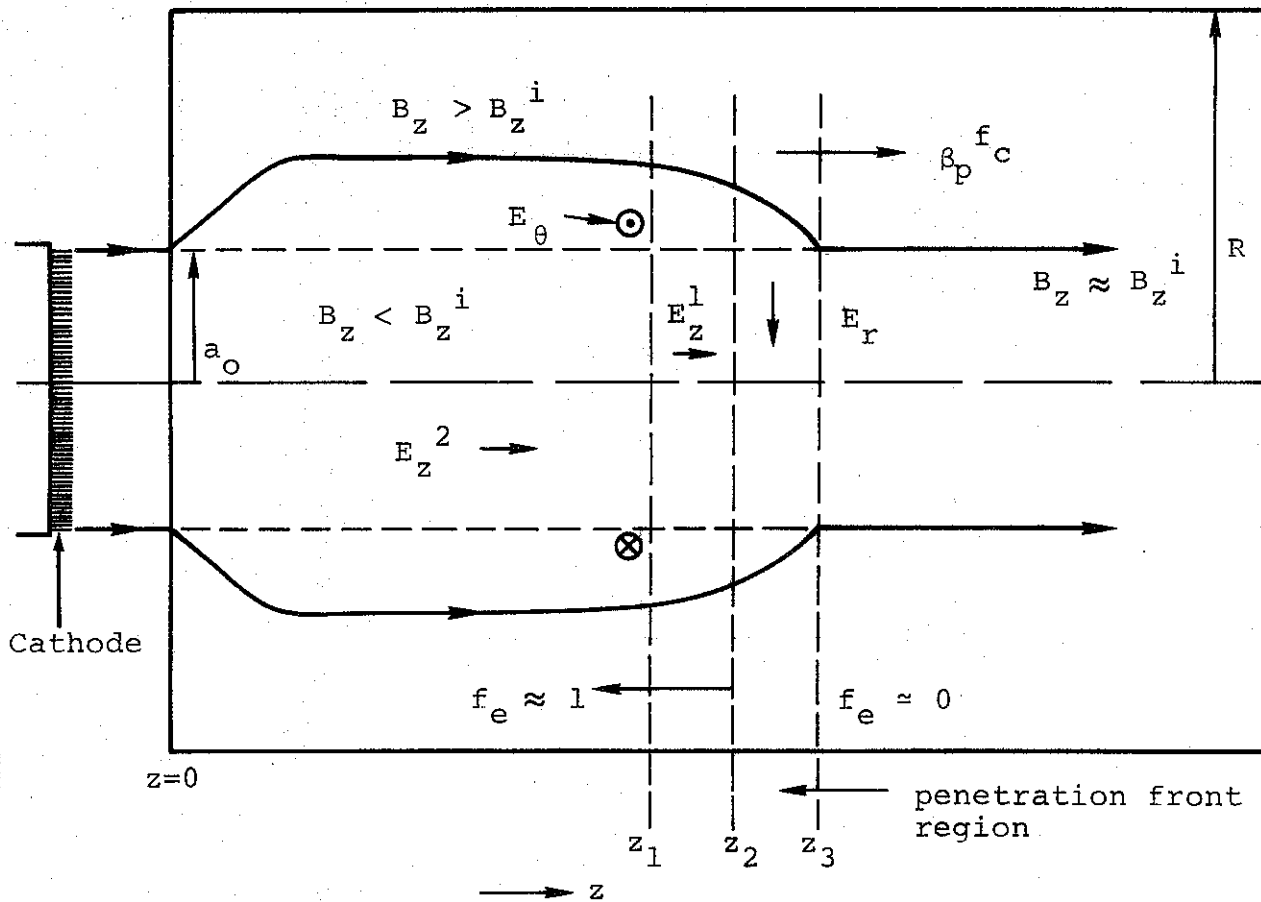 B_z > B_z^i
β_p^f c
E_θ
R
B_z ≈ B_z^i
B_z < B_z^i
E_z^1
E_r
a_o
E_z^2
Cathode
f_e ≈ 1
f_e ≃ 0
z=0
penetration front
region
z_1
z_2
z_3
z